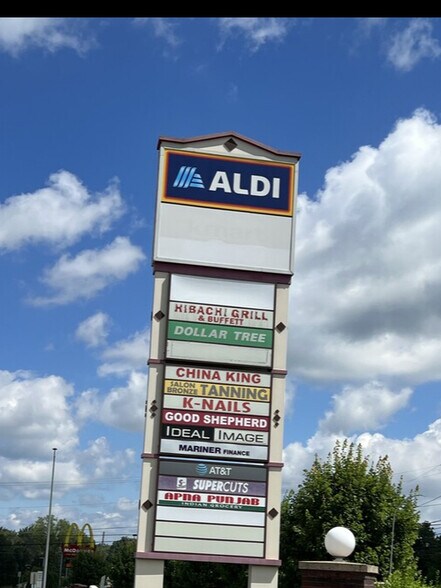 ALDI
HIBACHI GRILL
& BUFFETT
DOLLAR TREE
CHINA KING
SALON BRONZE TANNING
K-NAILS
GOOD SHEPHERD
IDEAL IMAGE
MARINER FINANCE
AT&T
S SUPERCUTS
APNA PUNJAB
INDIAN GROCERY